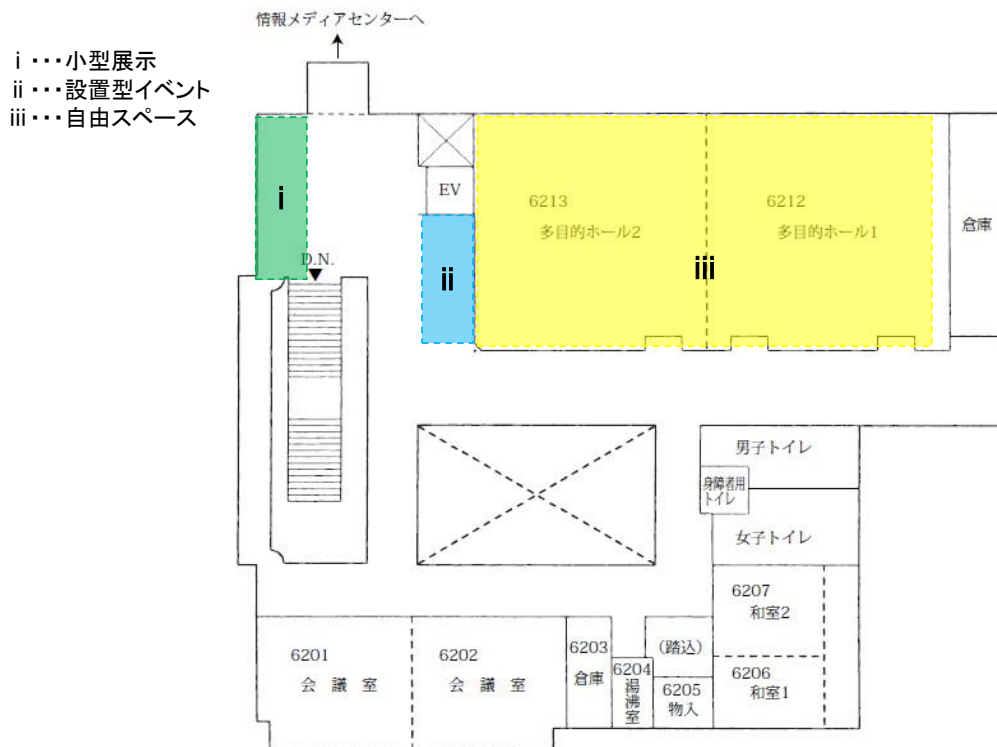 情報メディアセンターへ
ⅰ・・・小型展示
ⅱ・・・設置型イベント
ⅲ・・・自由スペース
EV
i
ii
iii
6213
多目的ホール2
6212
多目的ホール1
倉庫
D.N.
男子トイレ
身障者用
トイレ
女子トイレ
6207
和室2
6206
和室1
6201
会議室
6202
会議室
6203
倉庫
6204
湯沸室
(踏込)
6205
物入